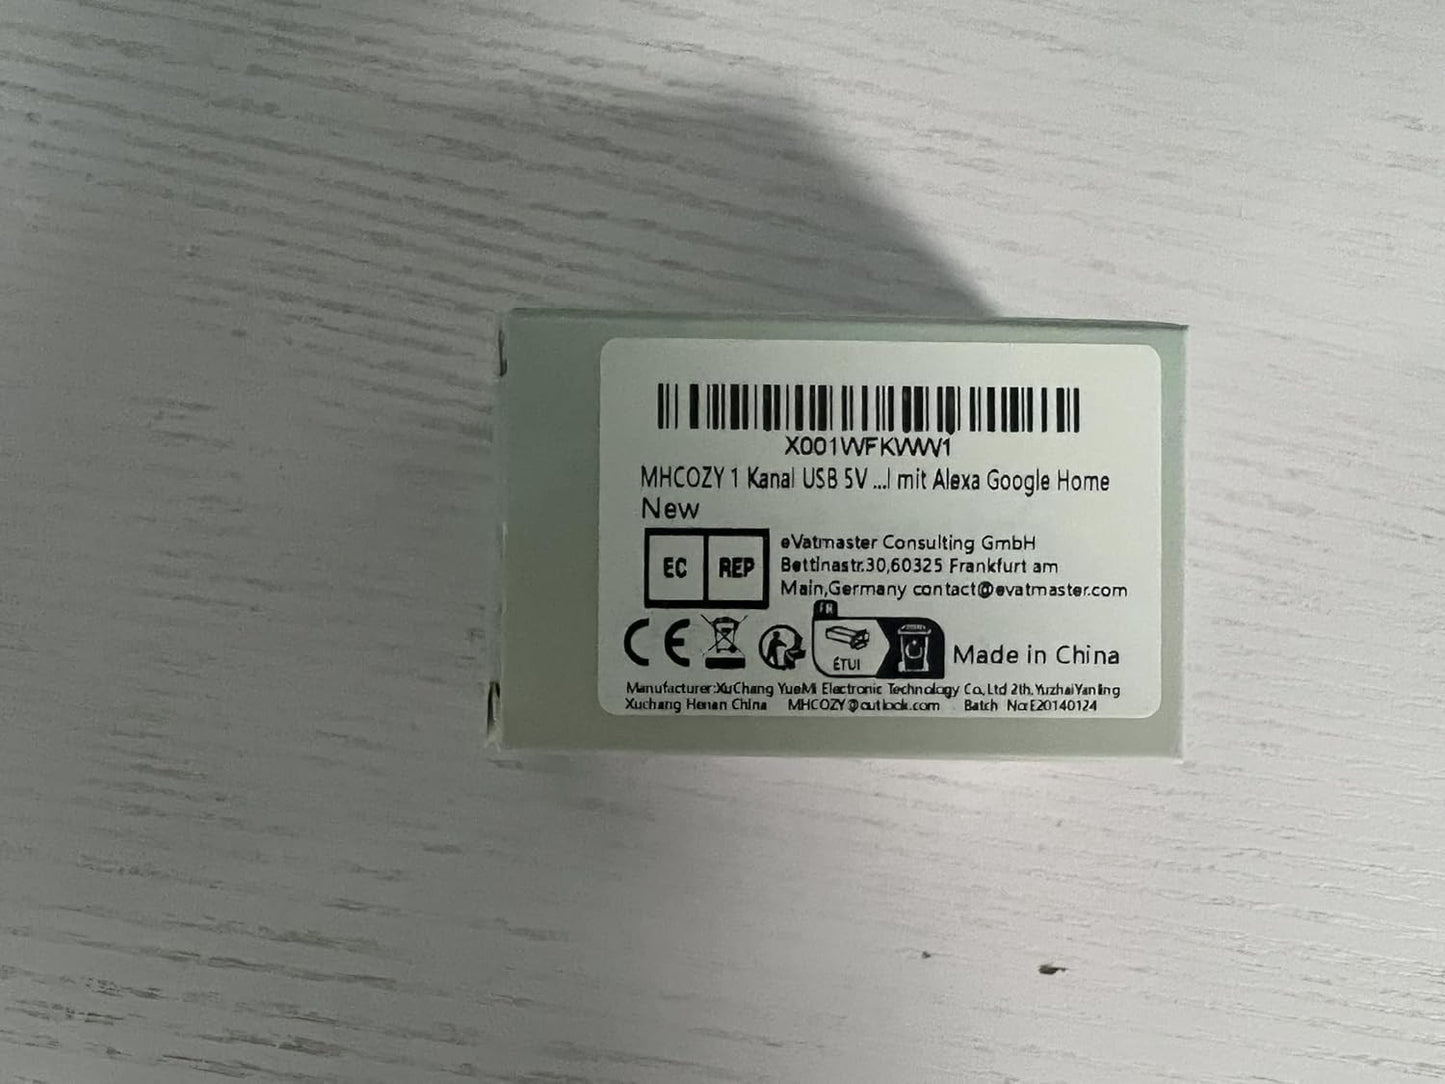 X001WFKWW1
MHCOZY 1 Kanal USB 5V ...l mit Alexa Google Home
New
EC REP
eVatmaster Consulting GmbH
Bettinastr.30,60325 Frankfurt am
Main,Germany contact@evatmaster.com
CE
FR
ÉTUI
Made in China
Manufacturer:XuChang YueMi Electronic Technology Co,Ltd 2th,YuzhaiYanling
Xuchang Henan China MHCOZY@outlook.com Batch No:E20140124